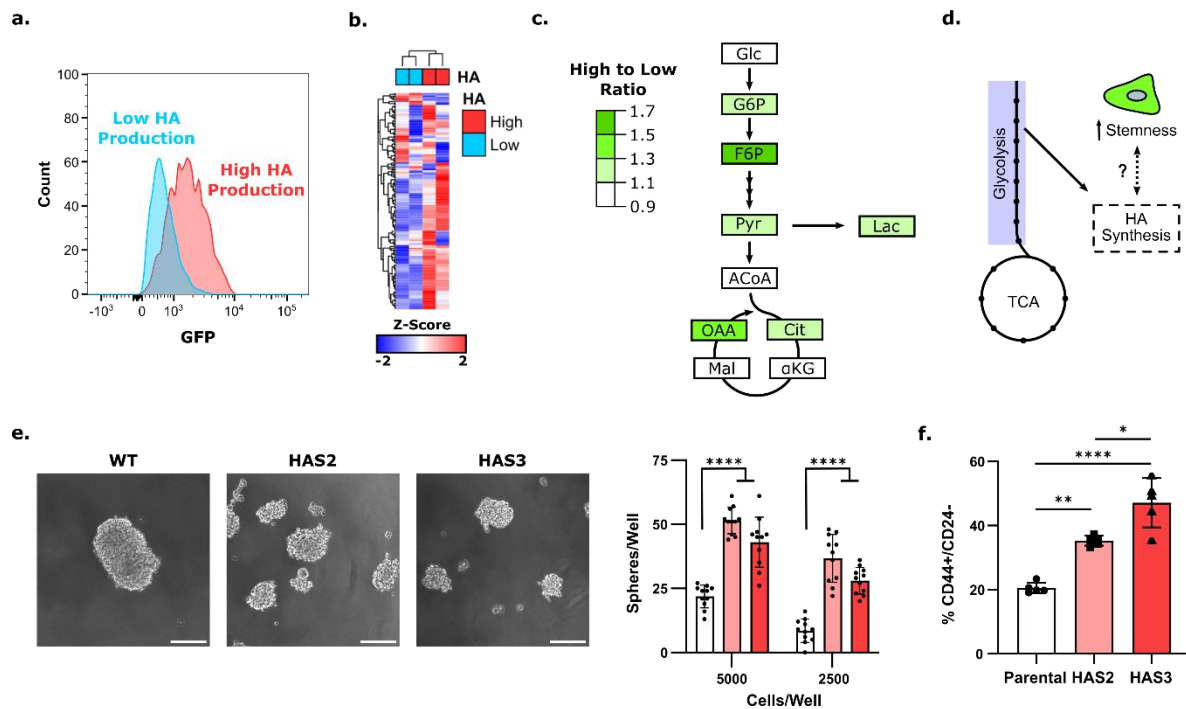 a.
100
80
60
40
20
0
Count
-10³
0
10³
10⁴
10⁵
GFP
Low HA
Production
High HA
Production
b.
HA
HA
High
Low
Z-Score
-2
2
c.
High to Low
Ratio
1.7
1.5
1.3
1.1
0.9
Glc
G6P
F6P
Pyr
Lac
ACoA
OAA
Cit
Mal
αKG
d.
Glycolysis
Stemness
?
HA
Synthesis
TCA
e.
WT
HAS2
HAS3
Spheres/Well
75
50
25
0
****
****
5000
2500
Cells/Well
f.
% CD44+/CD24-
60
40
20
0
*
****
**
Parental
HAS2
HAS3